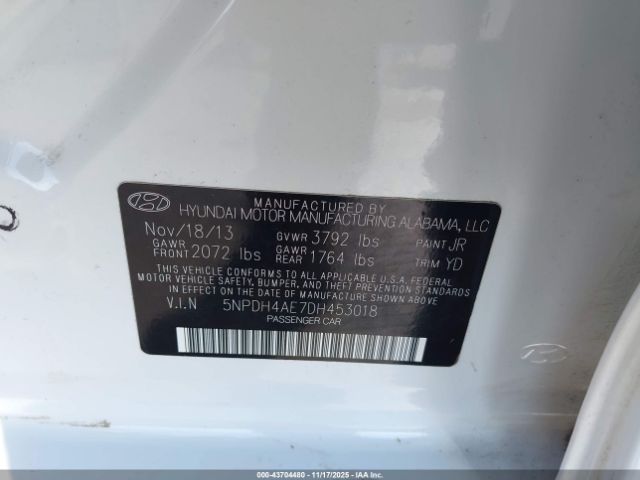 MANUFACTURED BY
HYUNDAI MOTOR MANUFACTURING ALABAMA, LLC
Nov/18/13 GVWR 3792 lbs PAINT JR
GAWR FRONT 2072 lbs GAWR REAR 1764 lbs TRIM YD
THIS VEHICLE CONFORMS TO ALL APPLICABLE U.S.A. FEDERAL
MOTOR VEHICLE SAFETY, BUMPER, AND THEFT PREVENTION
STANDARDS IN EFFECT ON THE DATE OF MANUFACTURE SHOWN ABOVE.
V.I.N 5NPDH4AE7DH453018
PASSENGER CAR
000-43704480 | 11/17/2025 - IAAI.COM